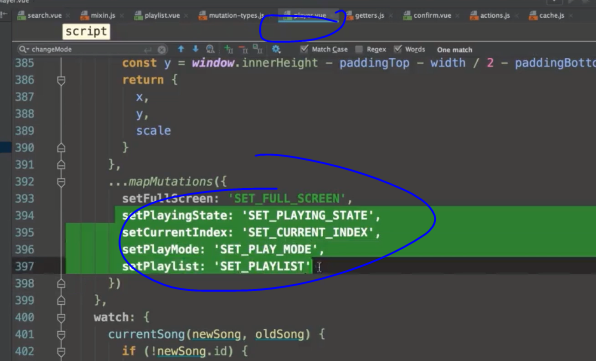 player.vue
search.vue mixin.js playlist.vue mutation-types.js player.vue getters.js confirm.vue actions.js cache.js
script
changeMode Match Case Regex Words One match
385 const y = window.innerHeight - paddingTop - width / 2 - paddingBotto
386 return {
387 x,
388 y,
389 scale
390 }
391 },
392 ...mapMutations({
393 setFullScreen: 'SET_FULL_SCREEN',
394 setPlayingState: 'SET_PLAYING_STATE',
395 setCurrentIndex: 'SET_CURRENT_INDEX',
396 setPlayMode: 'SET_PLAY_MODE',
397 setPlaylist: 'SET_PLAYLIST'
398 })
399 },
400 watch: {
401 currentSong(newSong, oldSong) {
402 if (!newSong.id) {